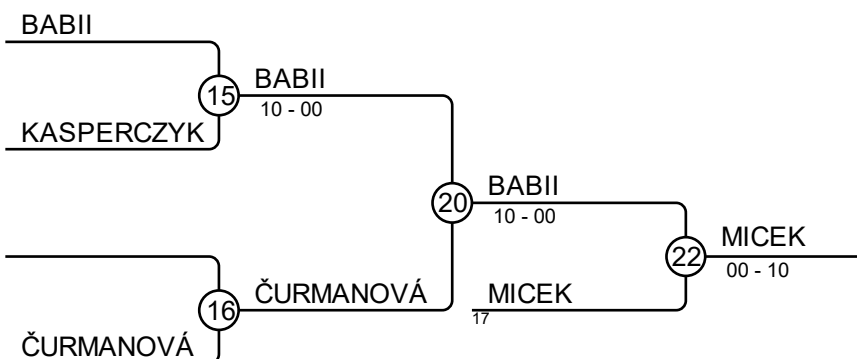 BABII
15
BABII
10 - 00
KASPERCZYK
20
BABII
10 - 00
22
MICEK
00 - 10
16
ČURMANOVÁ
MICEK
17
ČURMANOVÁ